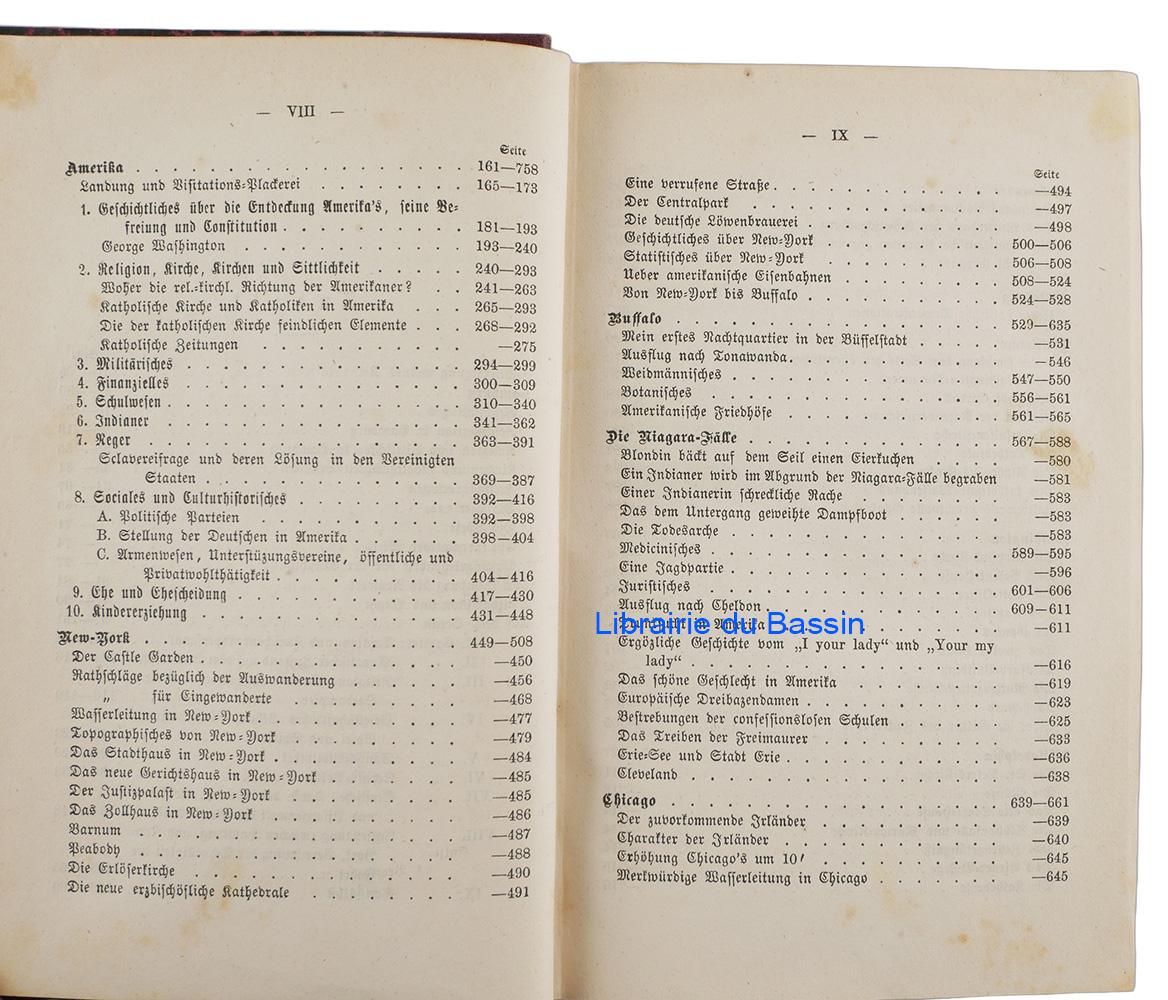 — VIII —
Seite
Amerika . . . . . . . . . . . . . . . . . . 161—758
Landung und Visitations-Plackerei . . . . . . . . 165—173
1. Geschichtliches über die Entdeckung Amerika's, seine Be-
freiung und Constitution . . . . . . . . . . 181—193
George Washington . . . . . . . . . . . 193—240
2. Religion, Kirche, Kirchen und Sittlichkeit . . . . . 240—293
Woher die rel.-kirchl. Richtung der Amerikaner? . . 241—263
Katholische Kirche und Katholiken in Amerika . . . 265—293
Die der katholischen Kirche feindlichen Elemente . . . 268—292
Katholische Zeitungen . . . . . . . . . . —275
3. Militärisches . . . . . . . . . . . . . . 294—299
4. Finanzielles . . . . . . . . . . . . . . 300—309
5. Schulwesen . . . . . . . . . . . . . . . 310—340
6. Indianer . . . . . . . . . . . . . . . 341—362
7. Neger . . . . . . . . . . . . . . . . 363—391
Sclavereifrage und deren Lösung in den Vereinigten
Staaten . . . . . . . . . . . . . . 369—387
8. Sociales und Culturhistorisches . . . . . . . . 392—416
A. Politische Parteien . . . . . . . . . . 392—398
B. Stellung der Deutschen in Amerika . . . . . . 398—404
C. Armenwesen, Unterstüzungsvereine, öffentliche und
Privatwohlthätigkeit . . . . . . . . . . 404—416
9. Ehe und Ehescheidung . . . . . . . . . . . 417—430
10. Kindererziehung . . . . . . . . . . . . . 431—448
New-York . . . . . . . . . . . . . . . . . 449—508
Der Castle Garden . . . . . . . . . . . . . —450
Rathschläge bezüglich der Auswanderung . . . . . . —456
„ für Eingewanderte . . . . . . . . —468
Wasserleitung in New-York . . . . . . . . . . —477
Topographisches von New-York . . . . . . . . . —479
Das Stadthaus in New-York . . . . . . . . . . —484
Das neue Gerichtshaus in New-York . . . . . . . —485
Der Justizpalast in New-York . . . . . . . . . —485
Das Zollhaus in New-York . . . . . . . . . . —486
Barnum . . . . . . . . . . . . . . . . —487
Peabody . . . . . . . . . . . . . . . . —488
Die Erlöserkirche . . . . . . . . . . . . . —490
Die neue erzbischöfliche Kathedrale . . . . . . . . —491
— IX —
Seite
Eine verrufene Straße . . . . . . . . . . . . —494
Der Centralpark . . . . . . . . . . . . . —497
Die deutsche Löwenbrauerei . . . . . . . . . . —498
Geschichtliches über New-York . . . . . . . . . 500—506
Statistisches über New-York . . . . . . . . . . 506—508
Ueber amerikanische Eisenbahnen . . . . . . . . 508—524
Von New-York bis Buffalo . . . . . . . . . . 524—528
Buffalo . . . . . . . . . . . . . . . . . 529—635
Mein erstes Nachtquartier in der Büffelstadt . . . . . —531
Ausflug nach Tonawanda . . . . . . . . . . . —546
Weidmännisches . . . . . . . . . . . . . . 547—550
Botanisches . . . . . . . . . . . . . . . 556—561
Amerikanische Friedhöfe . . . . . . . . . . . 561—565
Die Niagara-Fälle . . . . . . . . . . . . . 567—588
Blondin bäckt auf dem Seil einen Eierkuchen . . . . —580
Ein Indianer wird im Abgrund der Niagara-Fälle begraben —581
Einer Indianerin schreckliche Rache . . . . . . . . —583
Das dem Untergang geweihte Dampfboot . . . . . . —583
Die Todesarche . . . . . . . . . . . . . . —583
Medicinisches . . . . . . . . . . . . . . . 589—595
Eine Jagdpartie . . . . . . . . . . . . . . —596
Juristisches . . . . . . . . . . . . . . . 601—606
Ausflug nach Cheldon . . . . . . . . . . . . 609—611
in Amerika . . . . . . . . . . —611
Librairie du Bassin
Ergözliche Geschichte vom „I your lady" und „Your my
lady" . . . . . . . . . . . . . . . —616
Das schöne Geschlecht in Amerika . . . . . . . . —619
Europäische Dreibazendamen . . . . . . . . . . —623
Bestrebungen der confessionslosen Schulen . . . . . . —625
Das Treiben der Freimaurer . . . . . . . . . . —633
Erie-See und Stadt Erie . . . . . . . . . . . —636
Cleveland . . . . . . . . . . . . . . . . —638
Chicago . . . . . . . . . . . . . . . . . 639—661
Der zuvorkommende Irländer . . . . . . . . . —639
Charakter der Irländer . . . . . . . . . . . —640
Erhöhung Chicago's um 10' . . . . . . . . . . —645
Merkwürdige Wasserleitung in Chicago . . . . . . . —645